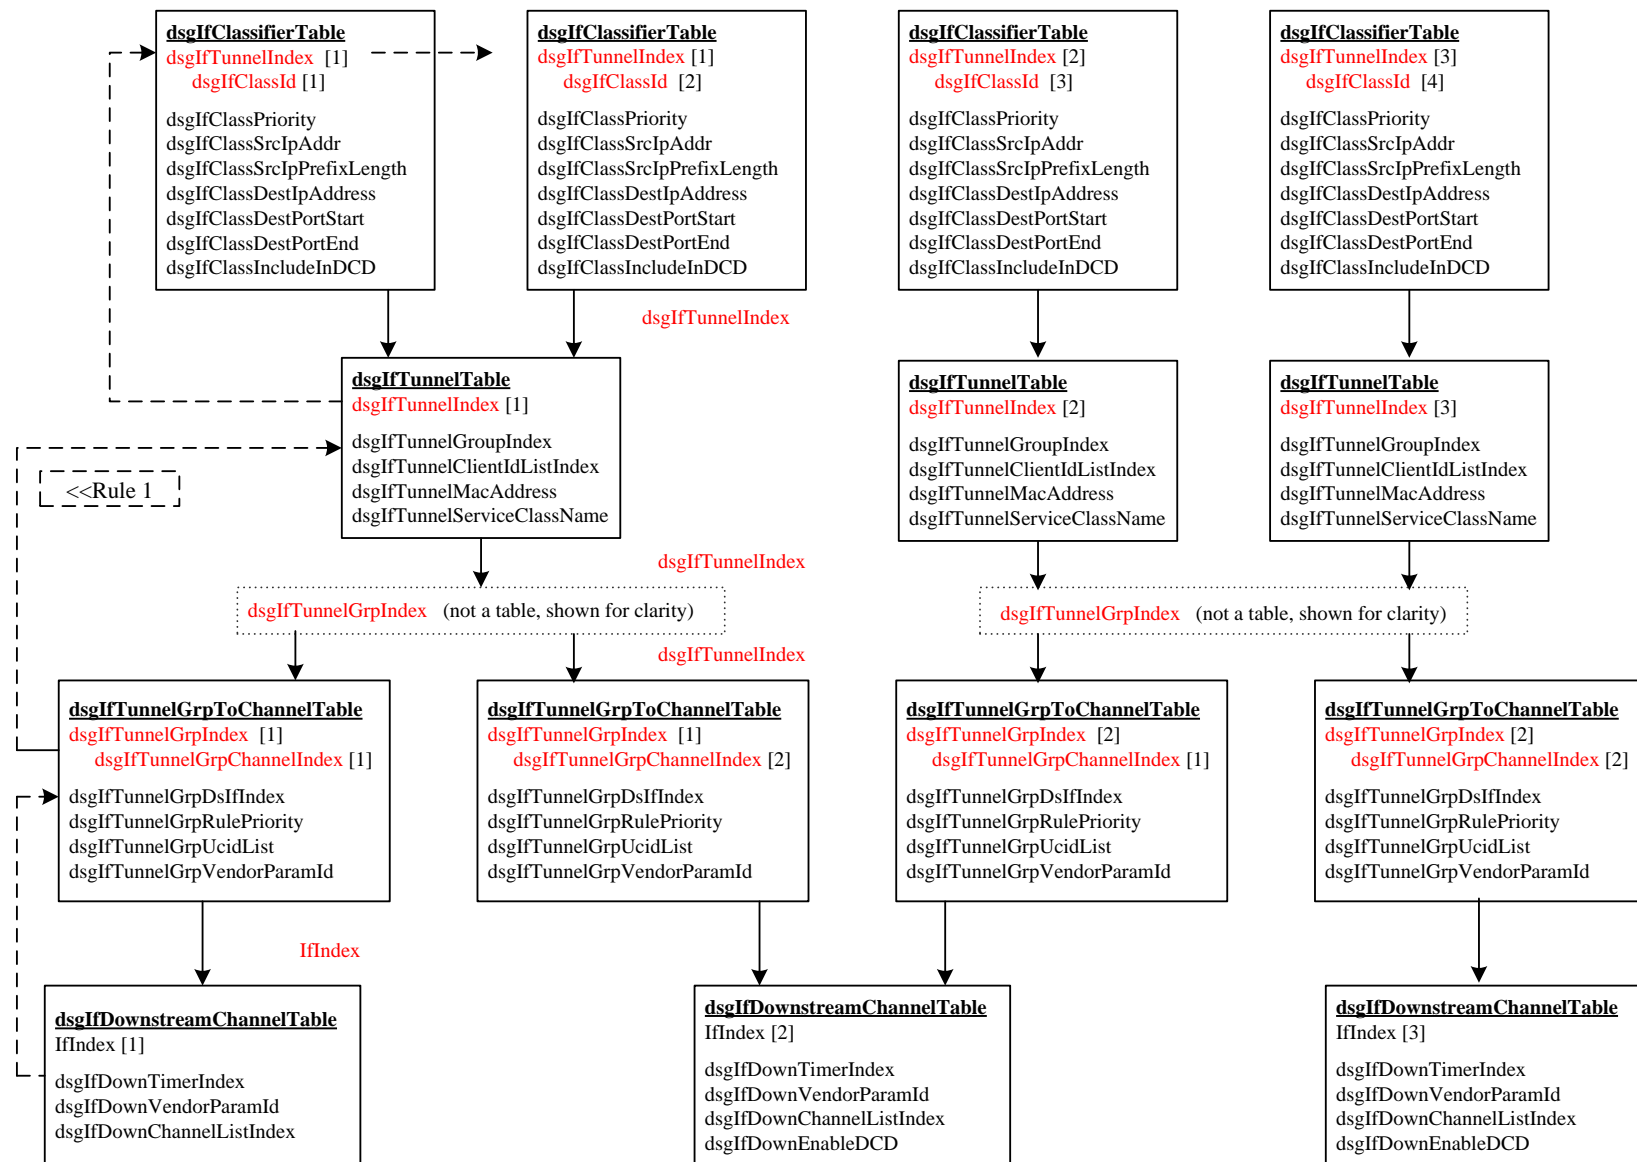 dsgIfClassifierTable
dsgIfTunnelIndex [1]
dsgIfClassId [1]
dsgIfClassPriority
dsgIfClassSrcIpAddr
dsgIfClassSrcIpPrefixLength
dsgIfClassDestIpAddress
dsgIfClassDestPortStart
dsgIfClassDestPortEnd
dsgIfClassIncludeInDCD
dsgIfClassifierTable
dsgIfTunnelIndex [1]
dsgIfClassId [2]
dsgIfClassPriority
dsgIfClassSrcIpAddr
dsgIfClassSrcIpPrefixLength
dsgIfClassDestIpAddress
dsgIfClassDestPortStart
dsgIfClassDestPortEnd
dsgIfClassIncludeInDCD
dsgIfClassifierTable
dsgIfTunnelIndex [2]
dsgIfClassId [3]
dsgIfClassPriority
dsgIfClassSrcIpAddr
dsgIfClassSrcIpPrefixLength
dsgIfClassDestIpAddress
dsgIfClassDestPortStart
dsgIfClassDestPortEnd
dsgIfClassIncludeInDCD
dsgIfClassifierTable
dsgIfTunnelIndex [3]
dsgIfClassId [4]
dsgIfClassPriority
dsgIfClassSrcIpAddr
dsgIfClassSrcIpPrefixLength
dsgIfClassDestIpAddress
dsgIfClassDestPortStart
dsgIfClassDestPortEnd
dsgIfClassIncludeInDCD
dsgIfTunnelIndex
dsgIfTunnelTable
dsgIfTunnelIndex [1]
dsgIfTunnelGroupIndex
dsgIfTunnelClientIdListIndex
dsgIfTunnelMacAddress
dsgIfTunnelServiceClassName
dsgIfTunnelTable
dsgIfTunnelIndex [2]
dsgIfTunnelGroupIndex
dsgIfTunnelClientIdListIndex
dsgIfTunnelMacAddress
dsgIfTunnelServiceClassName
dsgIfTunnelTable
dsgIfTunnelIndex [3]
dsgIfTunnelGroupIndex
dsgIfTunnelClientIdListIndex
dsgIfTunnelMacAddress
dsgIfTunnelServiceClassName
<<Rule 1
dsgIfTunnelIndex
dsgIfTunnelGrpIndex (not a table, shown for clarity)
dsgIfTunnelGrpIndex (not a table, shown for clarity)
dsgIfTunnelIndex
dsgIfTunnelGrpToChannelTable
dsgIfTunnelGrpIndex [1]
dsgIfTunnelGrpChannelIndex [1]
dsgIfTunnelGrpDsIfIndex
dsgIfTunnelGrpRulePriority
dsgIfTunnelGrpUcidList
dsgIfTunnelGrpVendorParamId
dsgIfTunnelGrpToChannelTable
dsgIfTunnelGrpIndex [1]
dsgIfTunnelGrpChannelIndex [2]
dsgIfTunnelGrpDsIfIndex
dsgIfTunnelGrpRulePriority
dsgIfTunnelGrpUcidList
dsgIfTunnelGrpVendorParamId
dsgIfTunnelGrpToChannelTable
dsgIfTunnelGrpIndex [2]
dsgIfTunnelGrpChannelIndex [1]
dsgIfTunnelGrpDsIfIndex
dsgIfTunnelGrpRulePriority
dsgIfTunnelGrpUcidList
dsgIfTunnelGrpVendorParamId
dsgIfTunnelGrpToChannelTable
dsgIfTunnelGrpIndex [2]
dsgIfTunnelGrpChannelIndex [2]
dsgIfTunnelGrpDsIfIndex
dsgIfTunnelGrpRulePriority
dsgIfTunnelGrpUcidList
dsgIfTunnelGrpVendorParamId
IfIndex
dsgIfDownstreamChannelTable
IfIndex [1]
dsgIfDownTimerIndex
dsgIfDownVendorParamId
dsgIfDownChannelListIndex
dsgIfDownstreamChannelTable
IfIndex [2]
dsgIfDownTimerIndex
dsgIfDownVendorParamId
dsgIfDownChannelListIndex
dsgIfDownEnableDCD
dsgIfDownstreamChannelTable
IfIndex [3]
dsgIfDownTimerIndex
dsgIfDownVendorParamId
dsgIfDownChannelListIndex
dsgIfDownEnableDCD